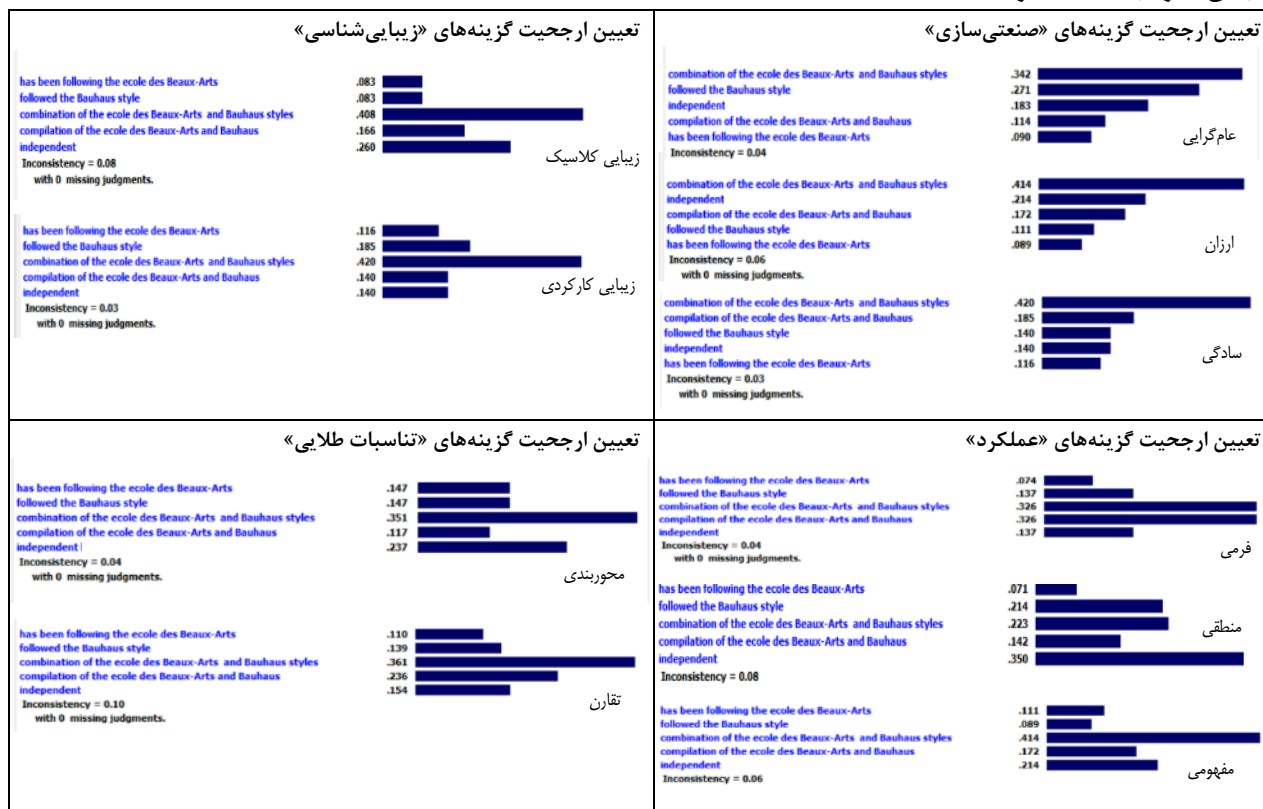 تعیین ارجحیت گزینه‌های «صنعتی‌سازی»
combination of the ecole des Beaux-Arts and Bauhaus styles .342
followed the Bauhaus style .271
independent .183
compilation of the ecole des Beaux-Arts and Bauhaus .114
has been following the ecole des Beaux-Arts .090
عام‌گرایی
Inconsistency = 0.04
combination of the ecole des Beaux-Arts and Bauhaus styles .414
independent .214
compilation of the ecole des Beaux-Arts and Bauhaus .172
followed the Bauhaus style .111
has been following the ecole des Beaux-Arts .089
ارزان
Inconsistency = 0.06
with 0 missing judgments.
combination of the ecole des Beaux-Arts and Bauhaus styles .420
compilation of the ecole des Beaux-Arts and Bauhaus .185
followed the Bauhaus style .140
independent .140
has been following the ecole des Beaux-Arts .116
سادگی
Inconsistency = 0.03
with 0 missing judgments.
تعیین ارجحیت گزینه‌های «زیبایی‌شناسی»
has been following the ecole des Beaux-Arts .083
followed the Bauhaus style .083
combination of the ecole des Beaux-Arts and Bauhaus styles .408
compilation of the ecole des Beaux-Arts and Bauhaus .166
independent .260
زیبایی کلاسیک
Inconsistency = 0.08
with 0 missing judgments.
has been following the ecole des Beaux-Arts .116
followed the Bauhaus style .185
combination of the ecole des Beaux-Arts and Bauhaus styles .420
compilation of the ecole des Beaux-Arts and Bauhaus .140
independent .140
زیبایی کارکردی
Inconsistency = 0.03
with 0 missing judgments.
تعیین ارجحیت گزینه‌های «عملکرد»
has been following the ecole des Beaux-Arts .074
followed the Bauhaus style .137
combination of the ecole des Beaux-Arts and Bauhaus styles .326
compilation of the ecole des Beaux-Arts and Bauhaus .326
independent .137
Inconsistency = 0.04
with 0 missing judgments.
فرمی
has been following the ecole des Beaux-Arts .071
followed the Bauhaus style .214
combination of the ecole des Beaux-Arts and Bauhaus styles .223
compilation of the ecole des Beaux-Arts and Bauhaus .142
independent .350
منطقی
Inconsistency = 0.08
has been following the ecole des Beaux-Arts .111
followed the Bauhaus style .089
combination of the ecole des Beaux-Arts and Bauhaus styles .414
compilation of the ecole des Beaux-Arts and Bauhaus .172
independent .214
مفهومی
Inconsistency = 0.06
تعیین ارجحیت گزینه‌های «تناسبات طلایی»
has been following the ecole des Beaux-Arts .147
followed the Bauhaus style .147
combination of the ecole des Beaux-Arts and Bauhaus styles .351
compilation of the ecole des Beaux-Arts and Bauhaus .117
independent .237
Inconsistency = 0.04
with 0 missing judgments.
محوربندی
has been following the ecole des Beaux-Arts .110
followed the Bauhaus style .139
combination of the ecole des Beaux-Arts and Bauhaus styles .361
compilation of the ecole des Beaux-Arts and Bauhaus .236
independent .154
تقارن
Inconsistency = 0.10
with 0 missing judgments.